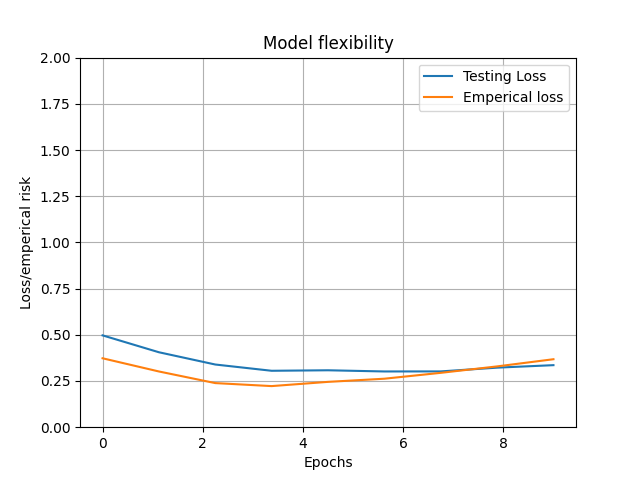 Model flexibility
Testing Loss
Emperical loss
2.00
1.75
1.50
1.25
1.00
0.75
0.50
0.25
0.00
Loss/emperical risk
0 2 4 6 8
Epochs